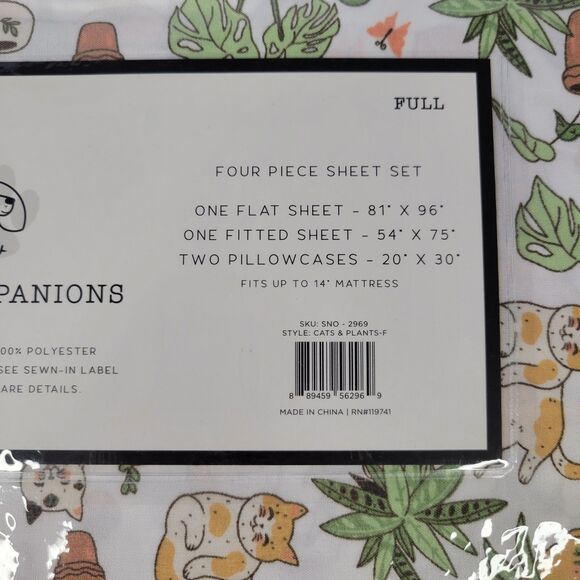 FULL
FOUR PIECE SHEET SET
ONE FLAT SHEET - 81" X 96"
ONE FITTED SHEET - 54" X 75"
TWO PILLOWCASES - 20" X 30"
FITS UP TO 14" MATTRESS
PANIONS
00% POLYESTER
SEE SEWN-IN LABEL
ARE DETAILS.
SKU: SNO - 2969
STYLE: CATS & PLANTS-F
8 89459 56296 9
MADE IN CHINA | RN#119741